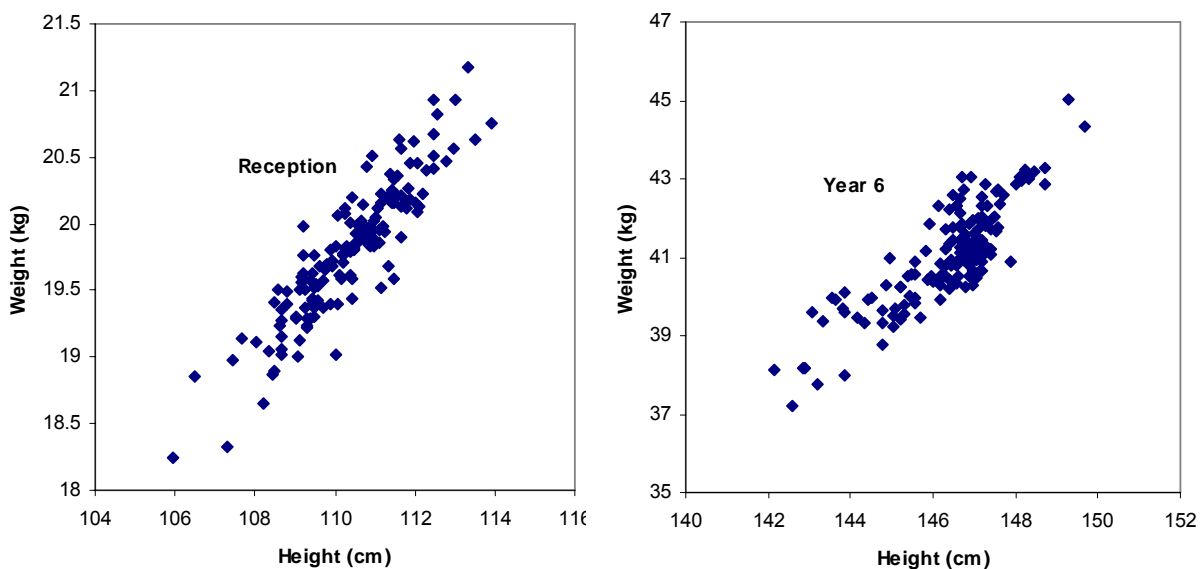 21.5
21
20.5
20
19.5
19
18.5
18
Weight (kg)
Reception
104 106 108 110 112 114 116
Height (cm)
47
45
43
41
39
37
35
Weight (kg)
Year 6
140 142 144 146 148 150 152
Height (cm)